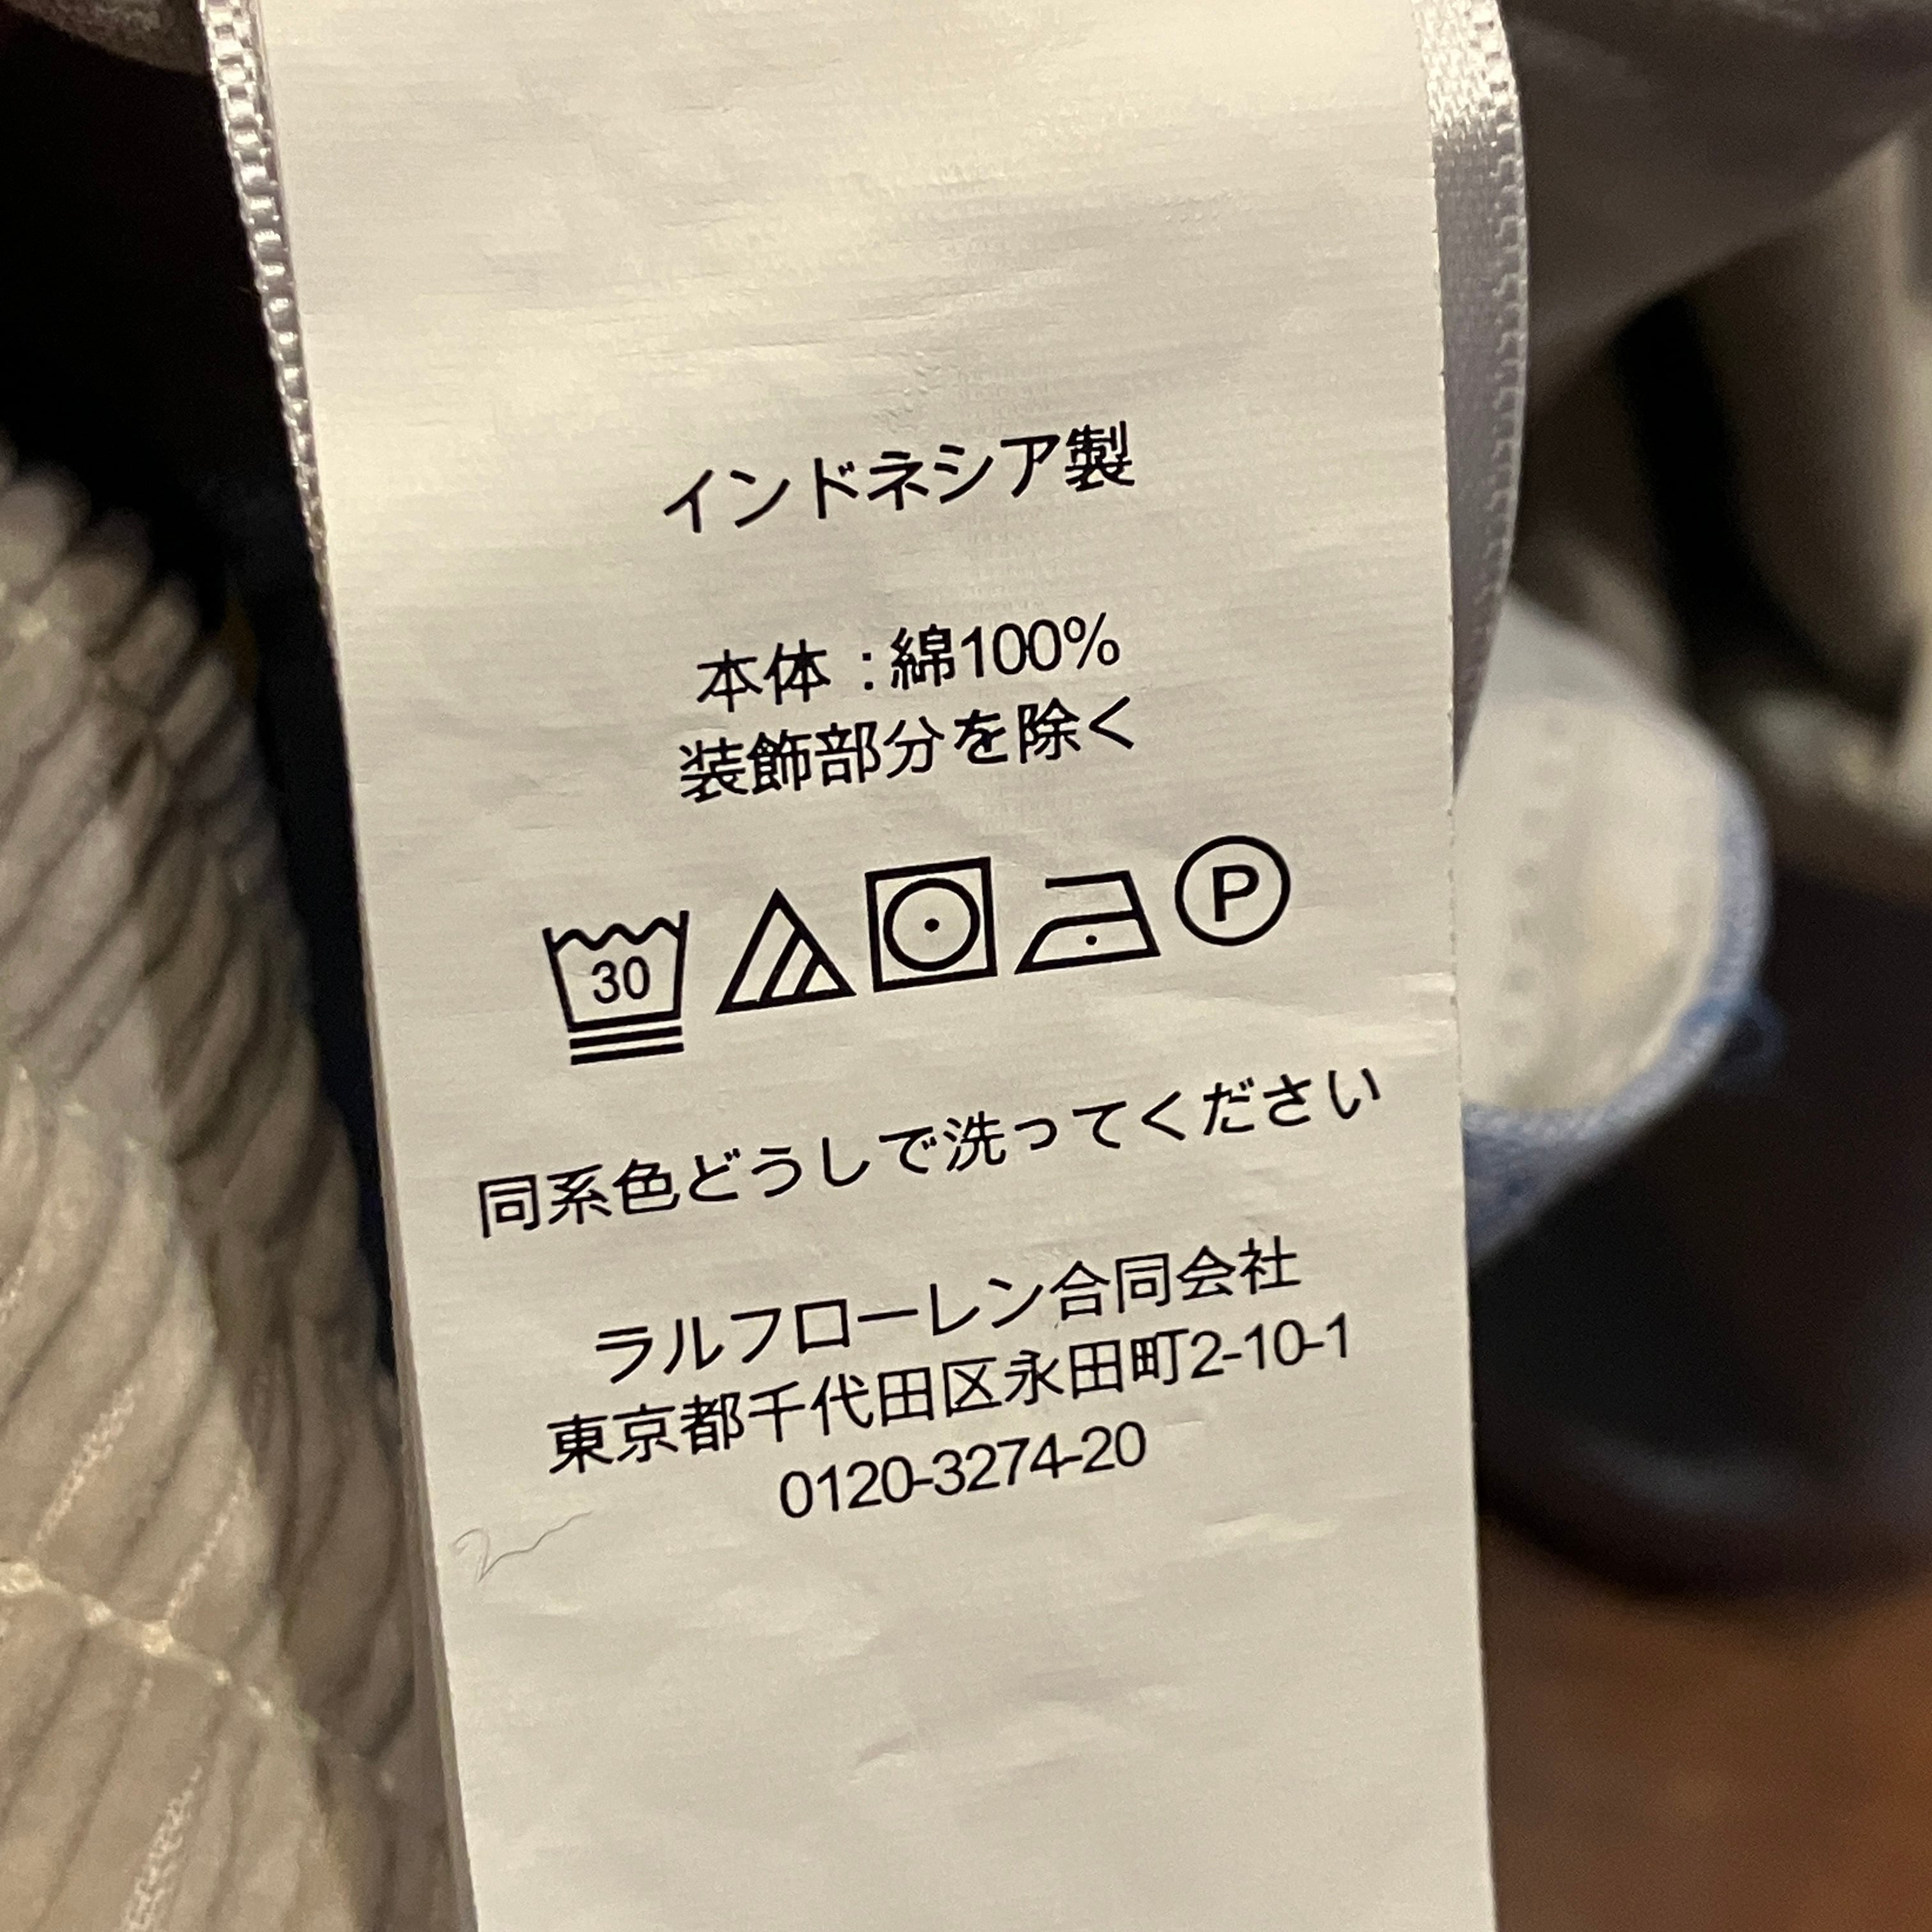 インドネシア製
本体:綿100%
装飾部分を除く
30 P
同系色どうしで洗ってください
ラルフローレン合同会社
東京都千代田区永田町2-10-1
0120-3274-20